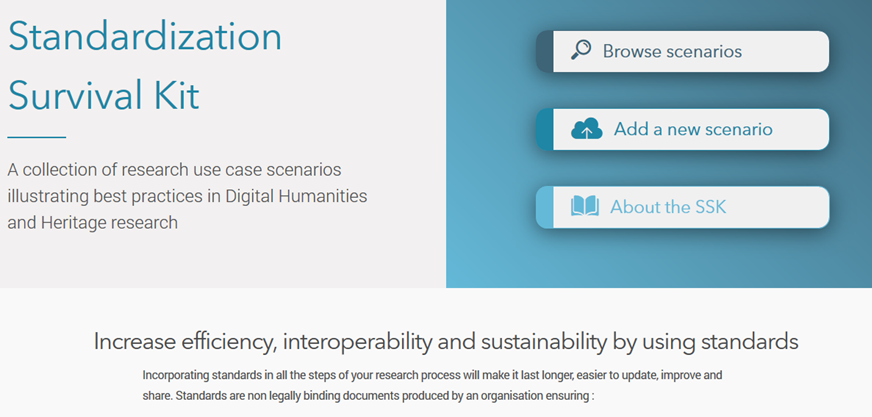 Standardization
Survival Kit
A collection of research use case scenarios
illustrating best practices in Digital Humanities
and Heritage research
Browse scenarios
Add a new scenario
About the SSK
Increase efficiency, interoperability and sustainability by using standards
Incorporating standards in all the steps of your research process will make it last longer, easier to update, improve and
share. Standards are non legally binding documents produced by an organisation ensuring :